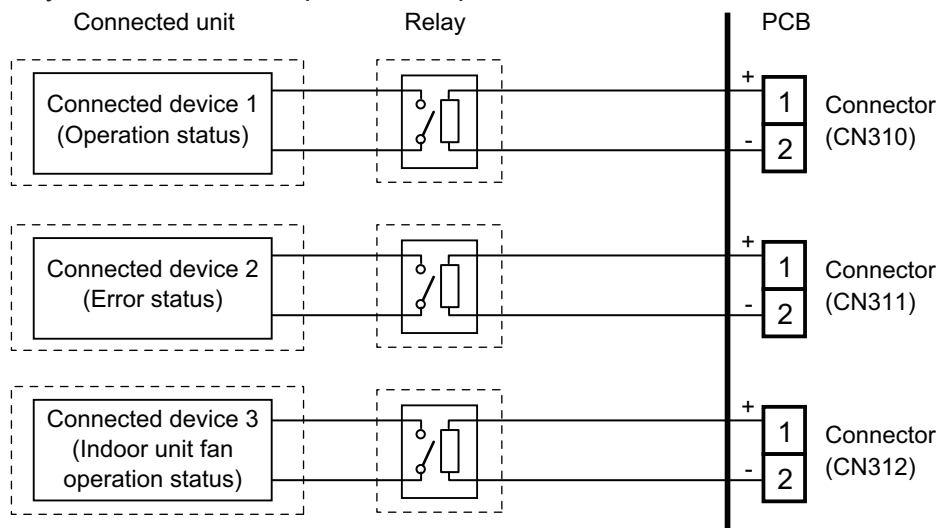 Connected unit
Relay
PCB
Connected device 1
(Operation status)
+
1
-
2
Connector
(CN310)
Connected device 2
(Error status)
+
1
-
2
Connector
(CN311)
Connected device 3
(Indoor unit fan
operation status)
+
1
-
2
Connector
(CN312)